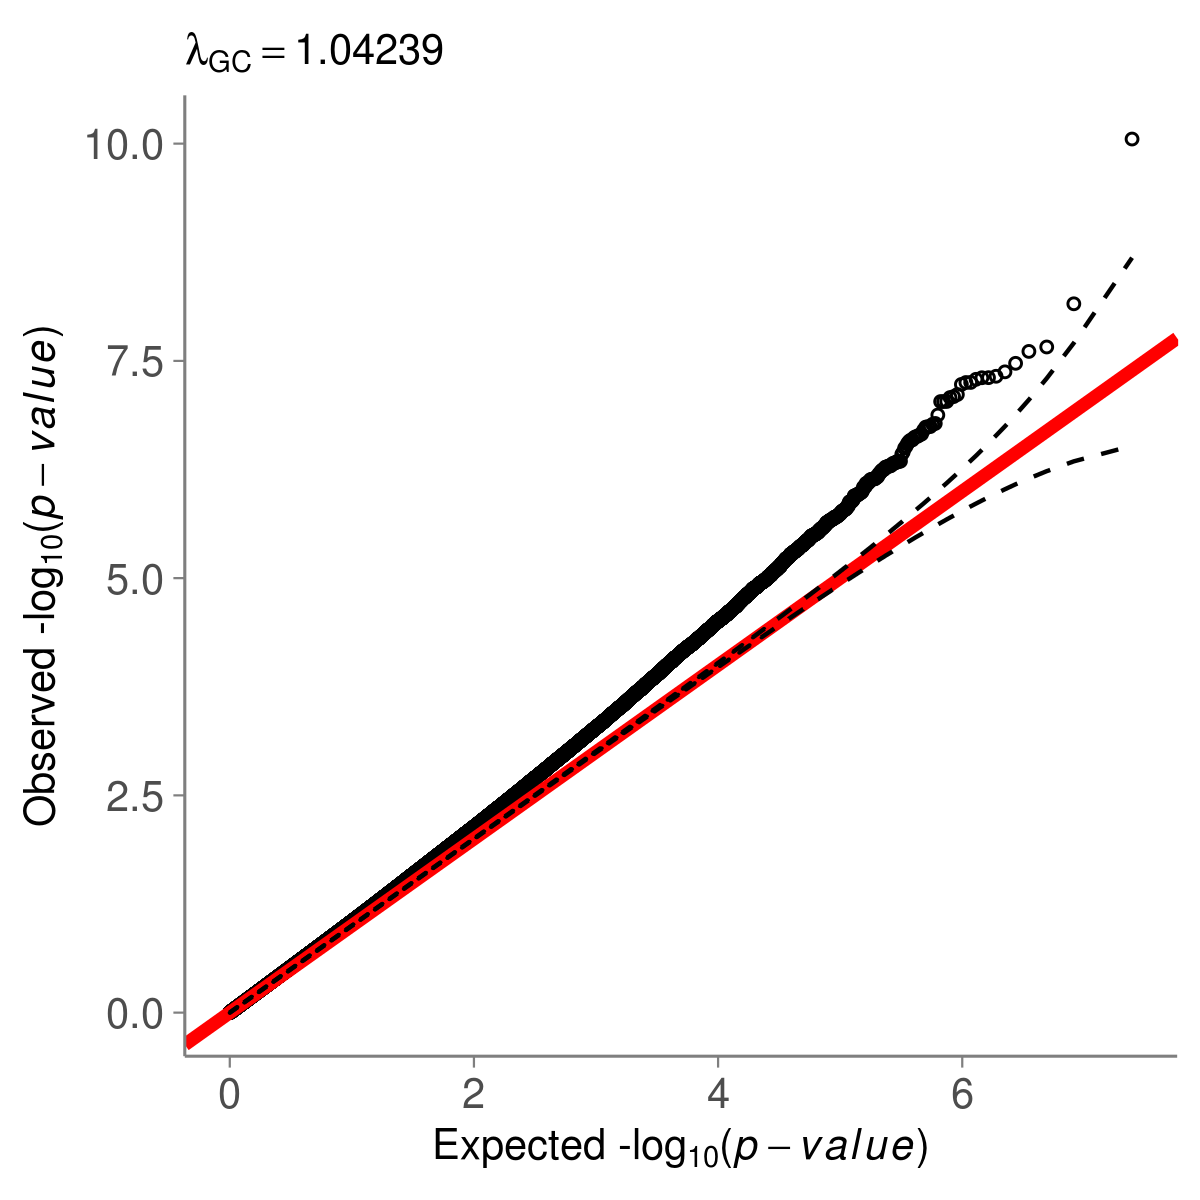 λGC = 1.04239
10.0
7.5
5.0
2.5
0.0
Observed -log10(p − value)
0 2 4 6
Expected -log10(p − value)